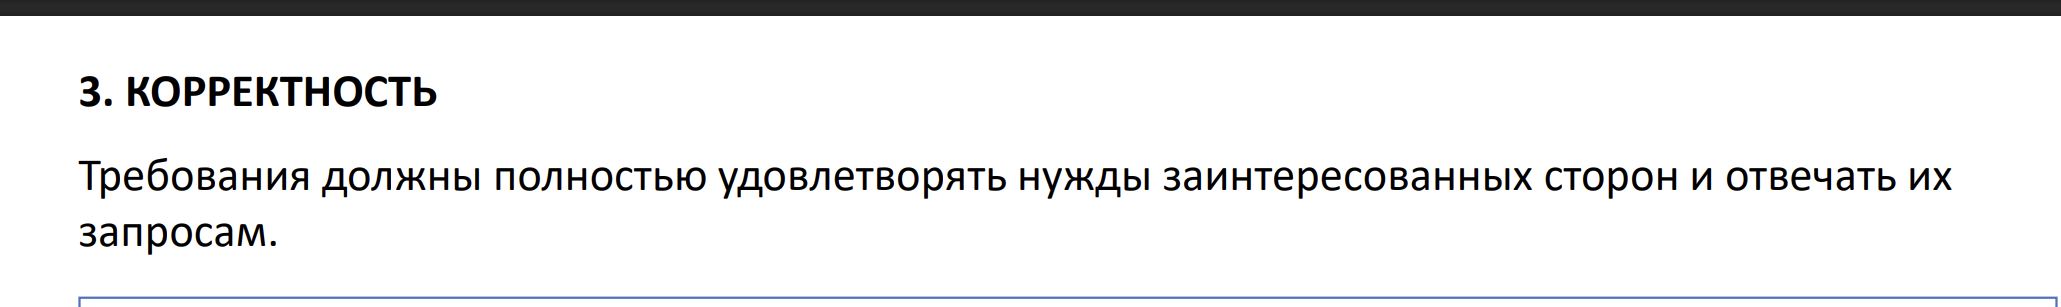 3. КОРРЕКТНОСТЬ
Требования должны полностью удовлетворять нужды заинтересованных сторон и отвечать их
запросам.